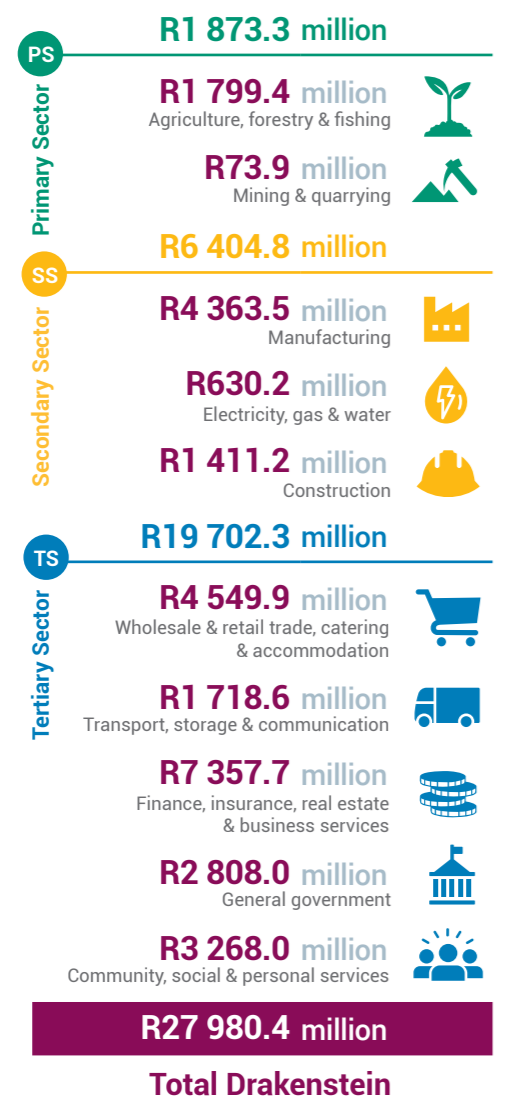 R1 873.3 million
PS
Primary Sector
R1 799.4 million
Agriculture, forestry & fishing
R73.9 million
Mining & quarrying
R6 404.8 million
SS
Secondary Sector
R4 363.5 million
Manufacturing
R630.2 million
Electricity, gas & water
R1 411.2 million
Construction
R19 702.3 million
TS
Tertiary Sector
R4 549.9 million
Wholesale & retail trade, catering
& accommodation
R1 718.6 million
Transport, storage & communication
R7 357.7 million
Finance, insurance, real estate
& business services
R2 808.0 million
General government
R3 268.0 million
Community, social & personal services
R27 980.4 million
Total Drakenstein